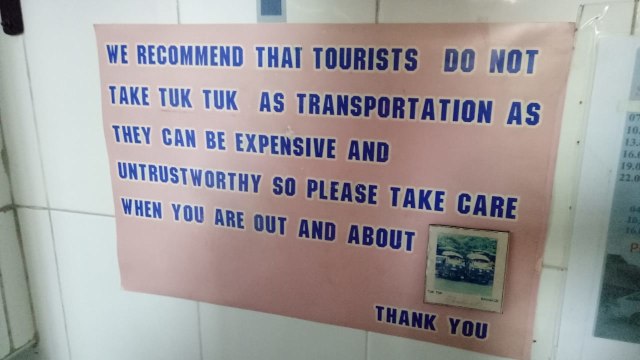 WE RECOMMEND THAT TOURISTS DO NOT
TAKE TUK TUK AS TRANSPORTATION AS
THEY CAN BE EXPENSIVE AND
UNTRUSTWORTHY SO PLEASE TAKE CARE
WHEN YOU ARE OUT AND ABOUT
THANK YOU